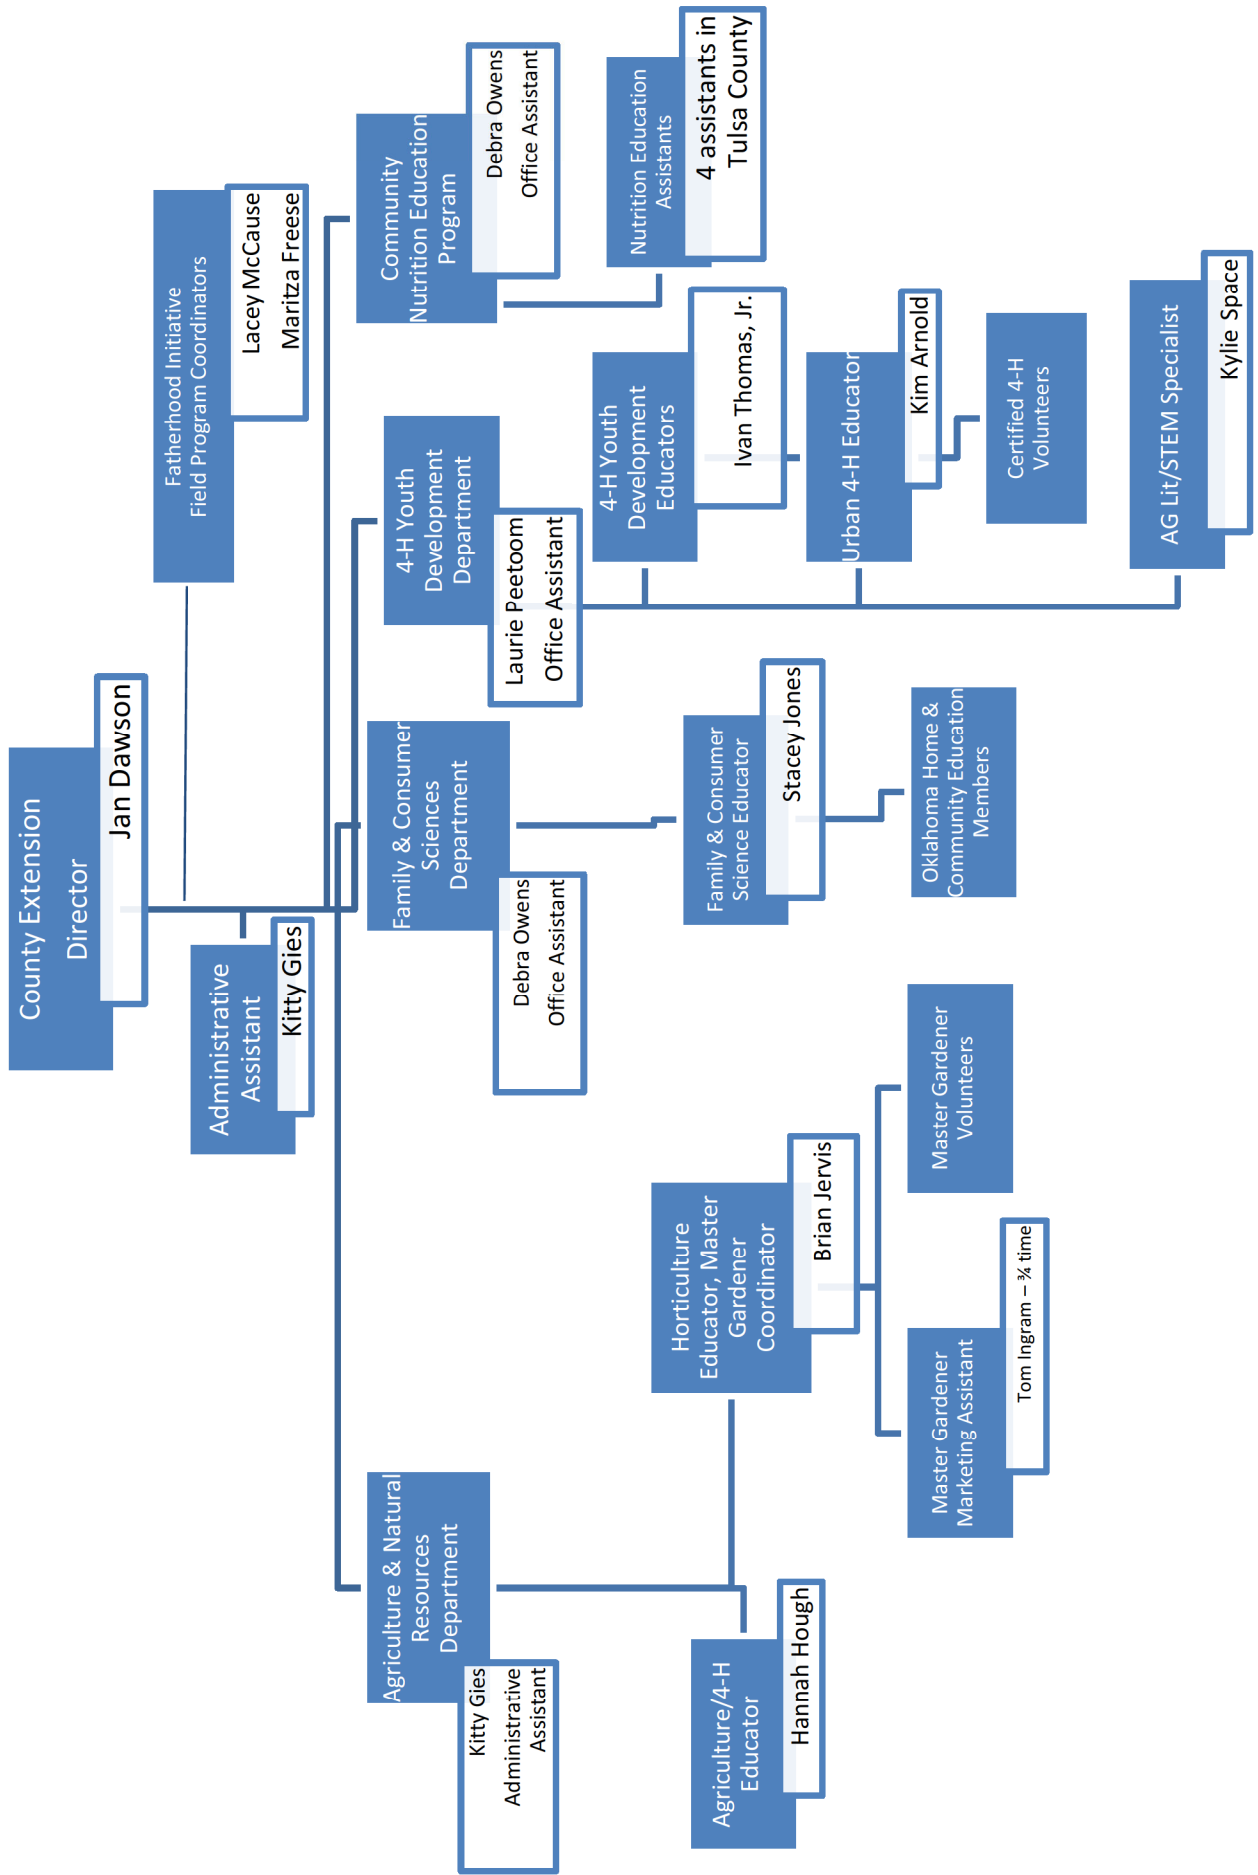 County Extension
Director
Jan Dawson
Fatherhood Initiative
Field Program Coordinators
Lacey McCause
Maritza Freese
Administrative
Assistant
Kitty Gies
Agriculture & Natural
Resources
Department
Kitty Gies
Administrative
Assistant
Family & Consumer
Sciences
Department
Debra Owens
Office Assistant
4-H Youth
Development
Department
Laurie Peetoom
Office Assistant
Community
Nutrition Education
Program
Debra Owens
Office Assistant
Agriculture/4-H
Educator
Hannah Hough
Horticulture
Educator, Master
Gardener
Coordinator
Brian Jervis
Family & Consumer
Science Educator
Stacey Jones
4-H Youth
Development
Educators
Ivan Thomas, Jr.
Nutrition Education
Assistants
4 assistants in
Tulsa County
Urban 4-H Educator
Kim Arnold
Master Gardener
Marketing Assistant
Tom Ingram – ¾ time
Master Gardener
Volunteers
Oklahoma Home &
Community Education
Members
Certified 4-H
Volunteers
AG Lit/STEM Specialist
Kylie Space